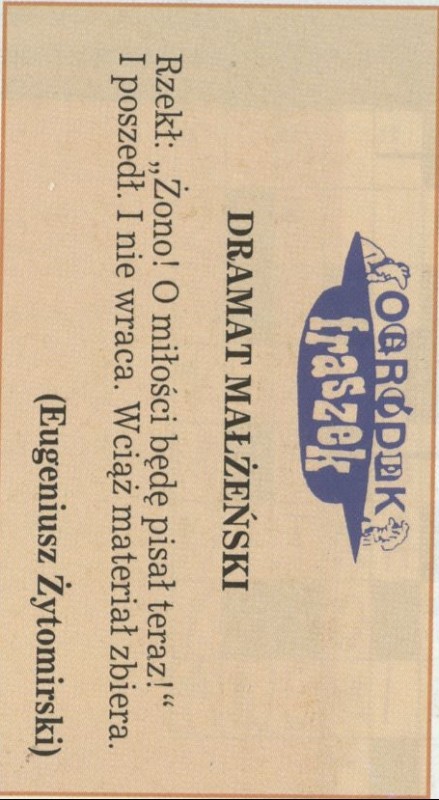 OGRÓDEK
fraszek
DRAMAT MAŁŻEŃSKI
Rzekł: „Żono! O miłości będę pisał teraz!“
I poszedł. I nie wraca. Wciąż materiał zbiera.
(Eugeniusz Żytomirski)